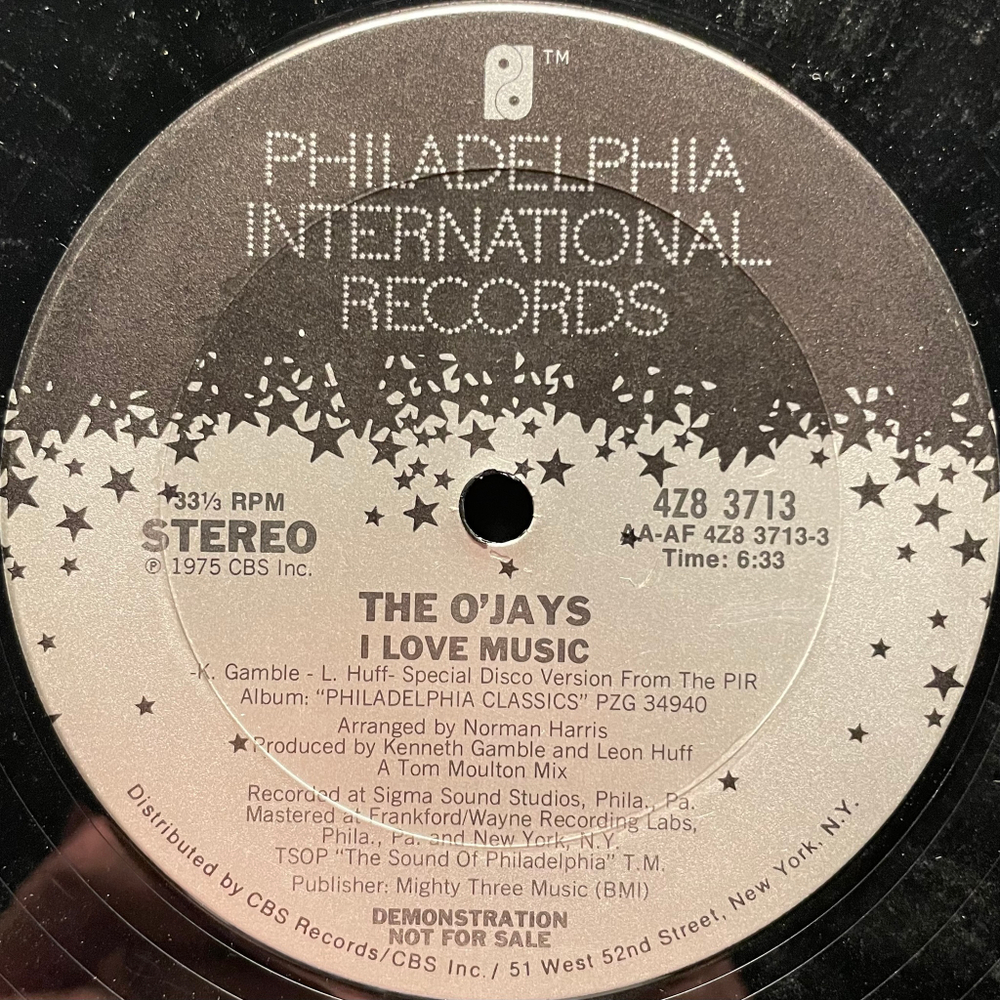 TM
PHILADELPHIA
INTERNATIONAL
RECORDS
33⅓ RPM
STEREO
℗ 1975 CBS Inc.
4Z8 3713
AA-AF 4Z8 3713-3
Time: 6:33
THE O'JAYS
I LOVE MUSIC
-K. Gamble - L. Huff- Special Disco Version From The PIR
Album: "PHILADELPHIA CLASSICS" PZG 34940
Arranged by Norman Harris
Produced by Kenneth Gamble and Leon Huff
A Tom Moulton Mix
Recorded at Sigma Sound Studios, Phila., Pa.
Mastered at Frankford/Wayne Recording Labs,
Phila., Pa. and New York, N.Y.
TSOP "The Sound Of Philadelphia" T.M.
Publisher: Mighty Three Music (BMI)
DEMONSTRATION
NOT FOR SALE
Distributed by CBS Records/CBS Inc./ 51 West 52nd Street, New York, N.Y.